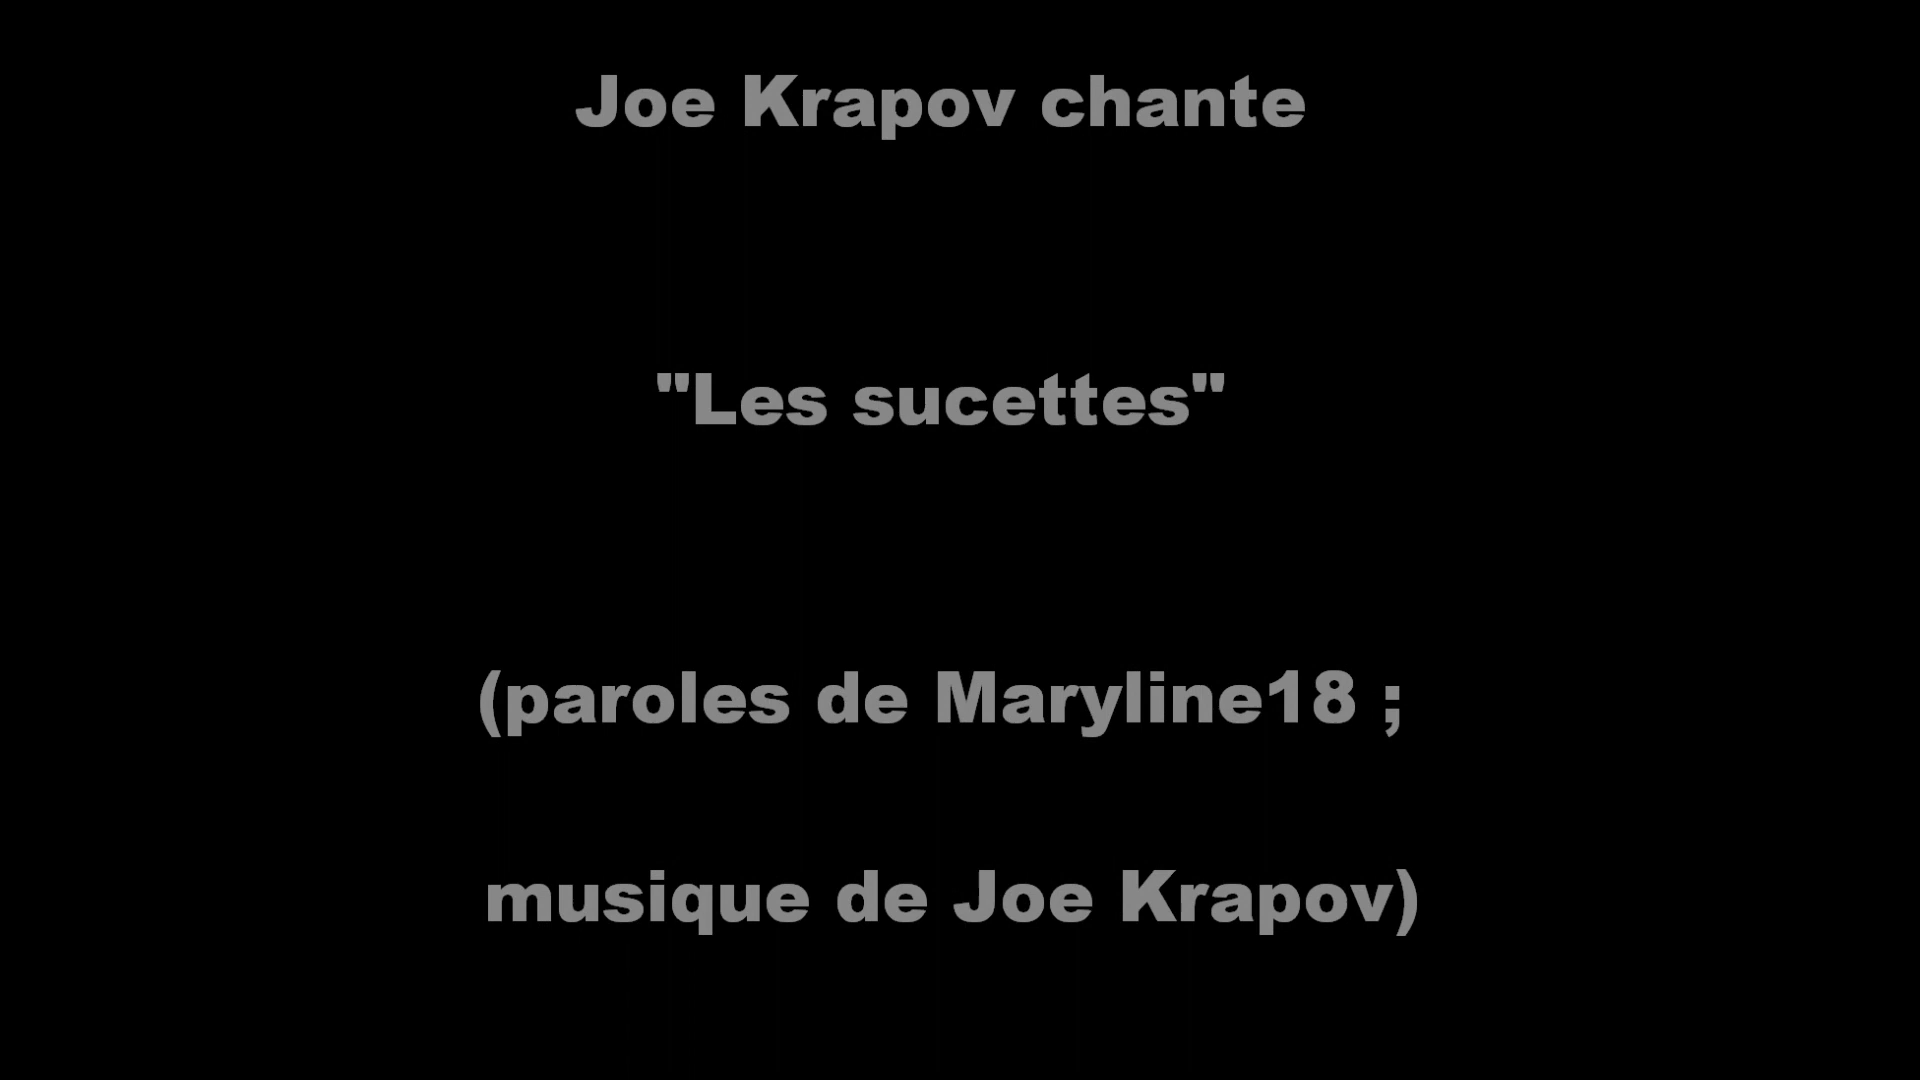 Joe Krapov chante
"Les sucettes"
(paroles de Maryline18 ;
musique de Joe Krapov)